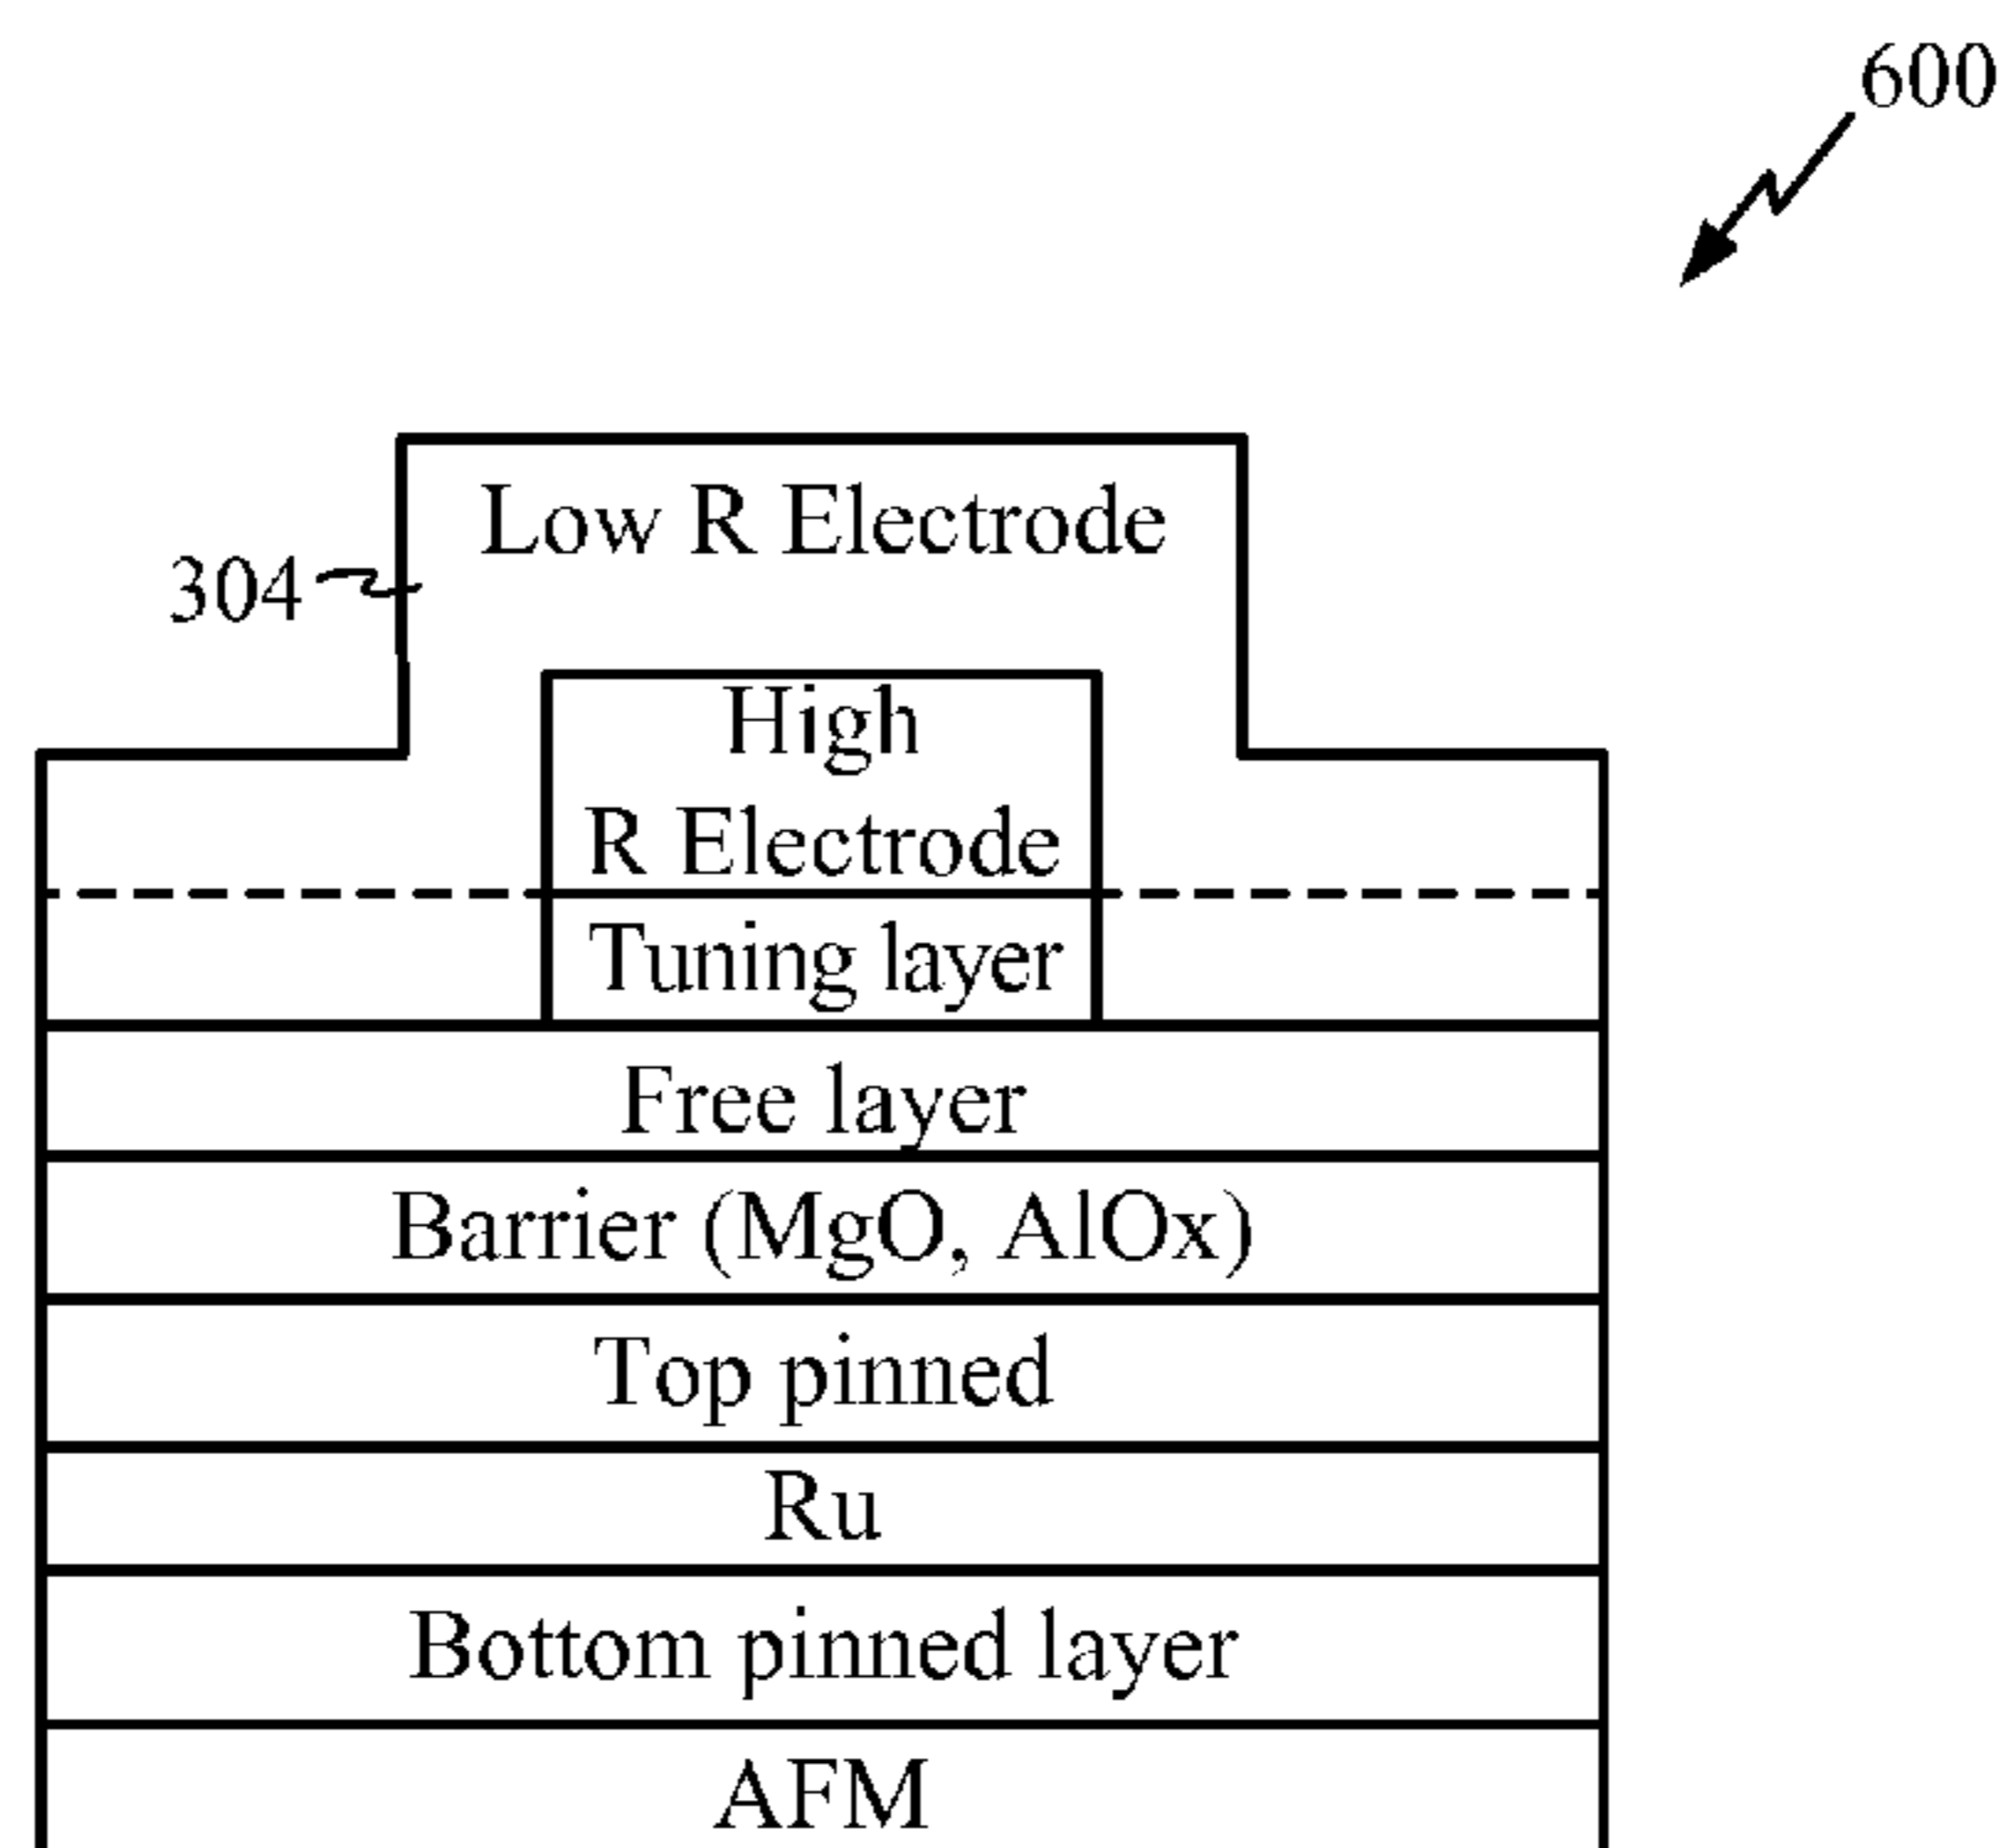 600
Low R Electrode
304
High
R Electrode
Tuning layer
Free layer
Barrier (MgO, AlOx)
Top pinned
Ru
Bottom pinned layer
AFM